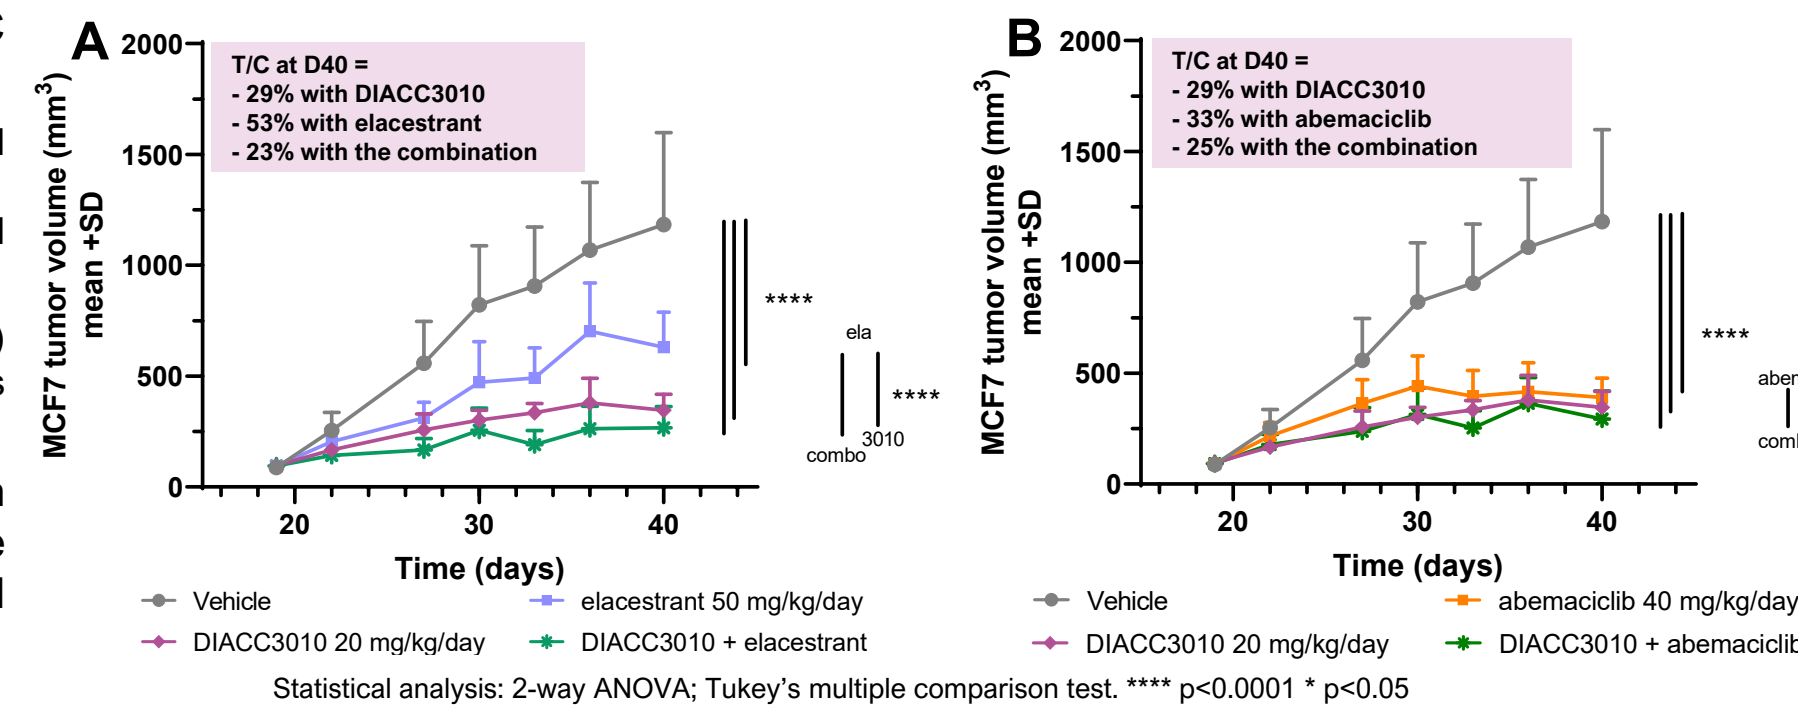 A
T/C at D40 =
- 29% with DIACC3010
- 53% with elacestrant
- 23% with the combination
MCF7 tumor volume (mm³)
mean +SD
2000
1500
1000
500
0
20
30
40
Time (days)
****
ela
****
3010
combo
Vehicle
elacestrant 50 mg/kg/day
DIACC3010 20 mg/kg/day
DIACC3010 + elacestrant
B
T/C at D40 =
- 29% with DIACC3010
- 33% with abemaciclib
- 25% with the combination
MCF7 tumor volume (mm³)
mean +SD
2000
1500
1000
500
0
20
30
40
Time (days)
****
Vehicle
abemaciclib 40 mg/kg/day
DIACC3010 20 mg/kg/day
DIACC3010 + abemaciclib
Statistical analysis: 2-way ANOVA; Tukey's multiple comparison test. **** p<0.0001 * p<0.05